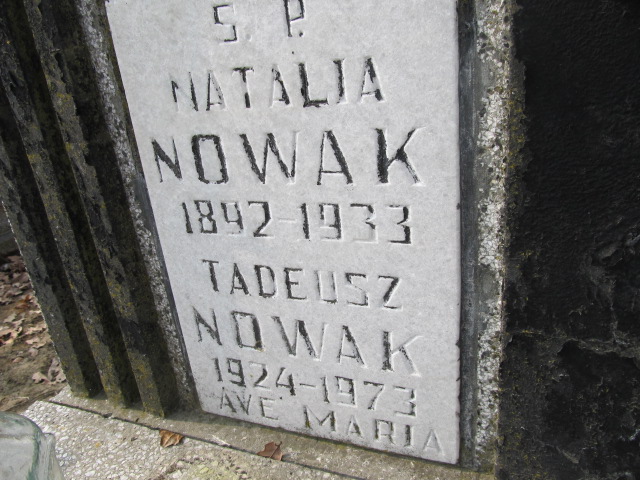 Ś. P.
NATALIA
NOWAK
1892-1933
TADEUSZ
NOWAK
1924-1973
AVE MARIA